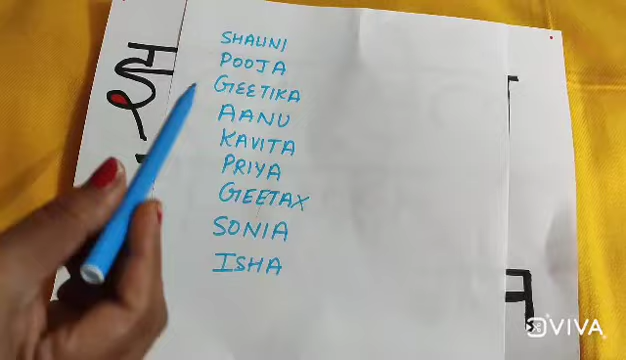 SHALINI
POOJA
GEETIKA
AANU
KAVITA
PRIYA
GEETAX
SONIA
ISHA
VIVA